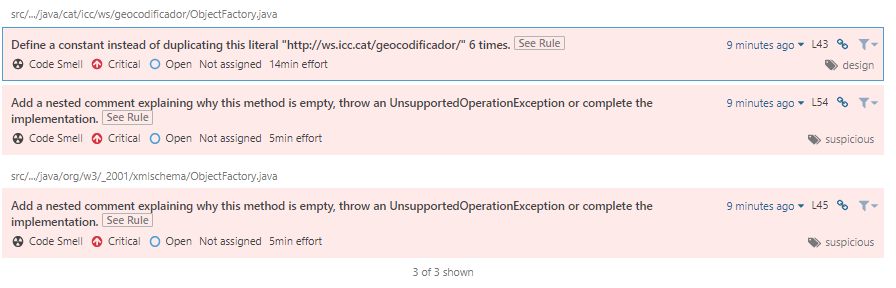 src/.../java/cat/icc/ws/geocodificador/ObjectFactory.java
Define a constant instead of duplicating this literal "http://ws.icc.cat/geocodificador/" 6 times. See Rule 9 minutes ago L43
Code Smell Critical Open Not assigned 14min effort design
Add a nested comment explaining why this method is empty, throw an UnsupportedOperationException or complete the 9 minutes ago L54
implementation. See Rule
Code Smell Critical Open Not assigned 5min effort suspicious
src/.../java/org/w3/_2001/xmlschema/ObjectFactory.java
Add a nested comment explaining why this method is empty, throw an UnsupportedOperationException or complete the 9 minutes ago L45
implementation. See Rule
Code Smell Critical Open Not assigned 5min effort suspicious
3 of 3 shown